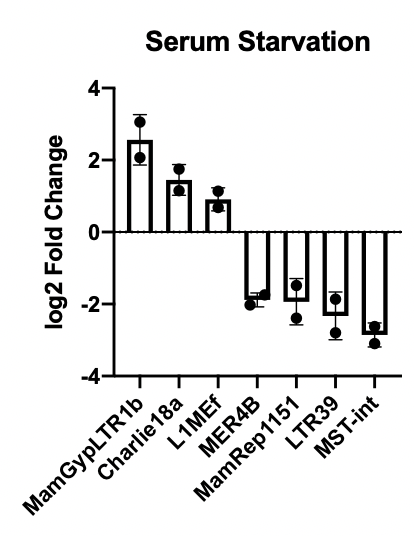 Serum Starvation
log2 Fold Change
4
2
0
-2
-4
MamGypLTR1b
Charlie18a
L1MEf
MER4B
MamRep1151
LTR39
MST-int